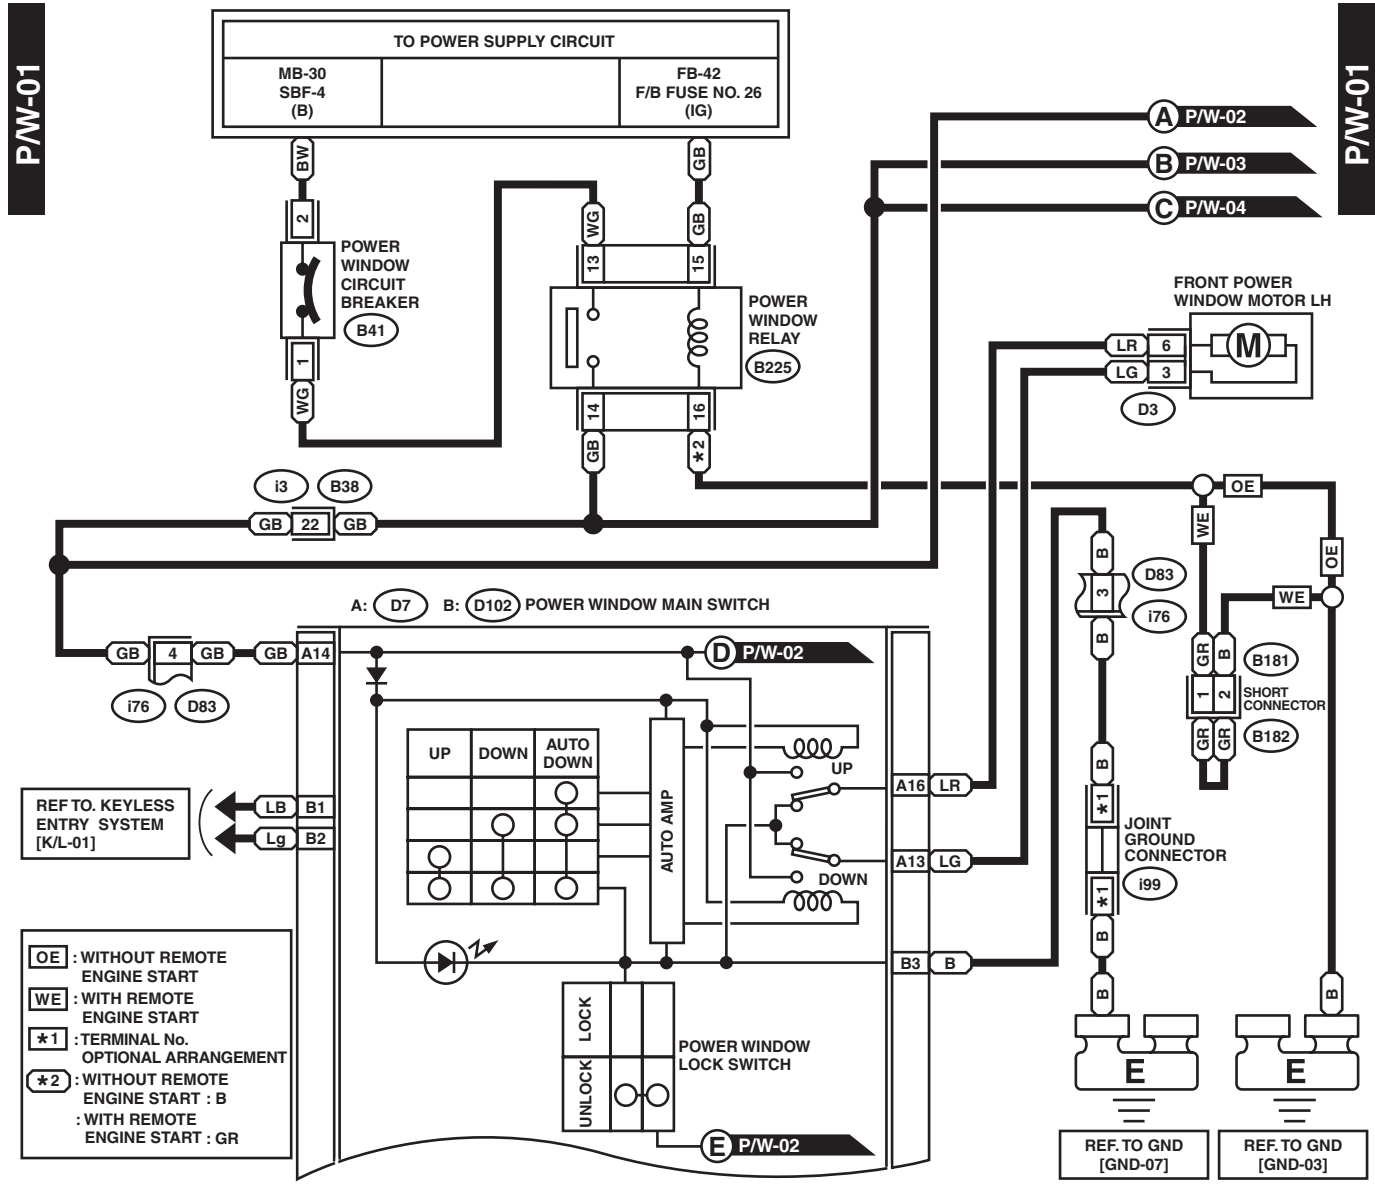 P/W-01
P/W-01
TO POWER SUPPLY CIRCUIT
MB-30
SBF-4
(B)
FB-42
F/B FUSE NO. 26
(IG)
BW
GB
A P/W-02
B P/W-03
C P/W-04
2
WG
GB
POWER
WINDOW
CIRCUIT
BREAKER
B41
13
15
POWER
WINDOW
RELAY
B225
FRONT POWER
WINDOW MOTOR LH
LR 6
LG 3
M
D3
1
WG
14
16
GB
*2
i3 B38
GB 22 GB
OE
WE
OE
WE
B
3
B
D83
i76
A: D7 B: D102 POWER WINDOW MAIN SWITCH
GB 4 GB GB A14
i76 D83
D P/W-02
GR B
1 2
GR GR
B181
SHORT
CONNECTOR
B182
UP DOWN AUTO
DOWN
AUTO AMP
UP
DOWN
A16 LR
A13 LG
B3 B
REF TO. KEYLESS
ENTRY SYSTEM
[K/L-01]
LB B1
Lg B2
B
*1
JOINT
GROUND
CONNECTOR
i99
*1
B
B
B
OE : WITHOUT REMOTE
ENGINE START
WE : WITH REMOTE
ENGINE START
*1 : TERMINAL No.
OPTIONAL ARRANGEMENT
*2 : WITHOUT REMOTE
ENGINE START : B
: WITH REMOTE
ENGINE START : GR
LOCK
UNLOCK
POWER WINDOW
LOCK SWITCH
E P/W-02
E
E
REF. TO GND
[GND-07]
REF. TO GND
[GND-03]